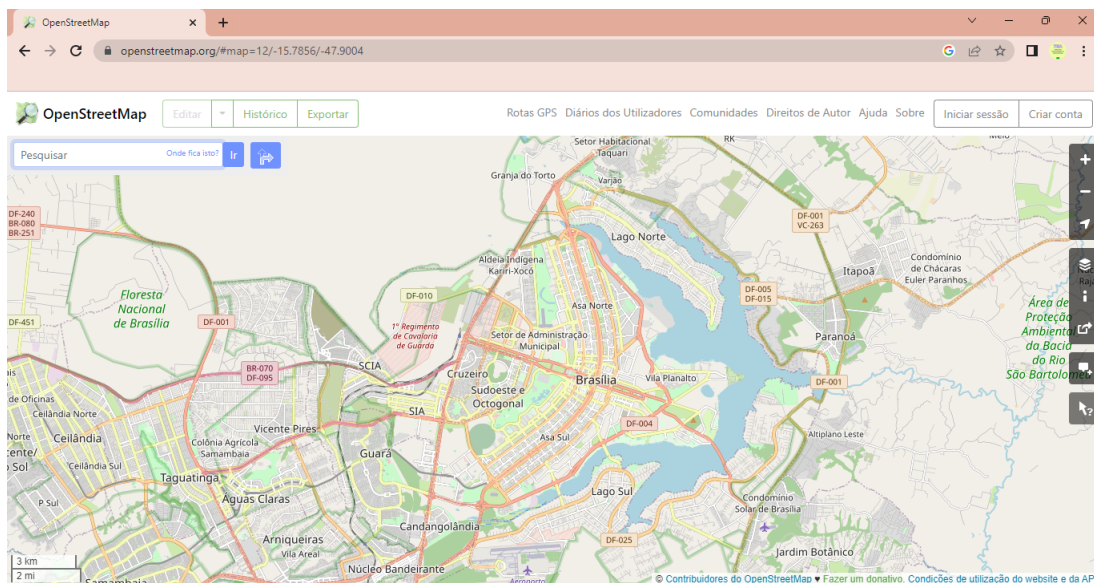 OpenStreetMap
openstreetmap.org/#map=12/-15.7856/-47.9004
OpenStreetMap Editar Histórico Exportar Rotas GPS Diários dos Utilizadores Comunidades Direitos de Autor Ajuda Sobre Iniciar sessão Criar conta
Pesquisar Onde fica isto? Ir
Setor Habitacional
Taquari
RK
Granja do Torto
Varjão
DF-240
BR-080
BR-251
DF-001
VC-263
Lago Norte
Aldeia Indígena
Kariri-Xocó
Condomínio
de Chácaras
Euler Paranhos
Itapoã
Floresta
Nacional
de Brasília
DF-010
DF-005
DF-015
Asa Norte
Área de
Proteção
Ambiental
da Bacia
do Rio
São Bartolomeu
DF-451
DF-001
1º Regimento
de Cavalaria
de Guarda
Setor de Administração
Municipal
Paranoá
BR-070
DF-095
SCIA
Cruzeiro
Brasília
Vila Planalto
DF-001
Sudoeste e
Octogonal
de Oficinas
Ceilândia Norte
SIA
DF-004
Vicente Pires
Colônia Agrícola
Samambaia
Ceilândia
Asa Sul
Altiplano Leste
Guará
Ceilândia Sul
Taguatinga
P Sul
Águas Claras
Lago Sul
Condomínio
Solar de Brasília
Candangolândia
Arniqueiras
Vila Areal
DF-025
Jardim Botânico
Núcleo Bandeirante
3 km
2 mi
Samambaia
Aeroporto
© Contribuidores do OpenStreetMap ♥ Fazer um donativo. Condições de utilização do website e da AP